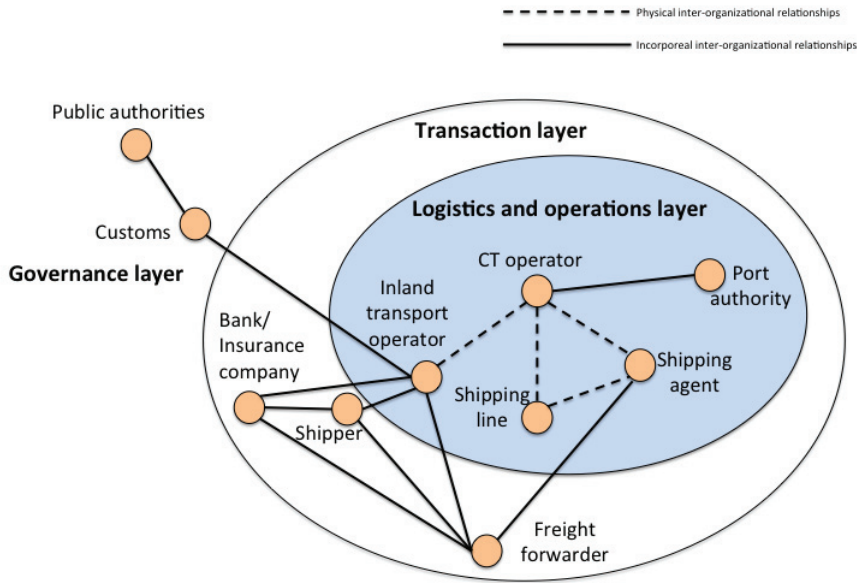 Physical inter-organizational relationships
Incorporeal inter-organizational relationships
Public authorities
Transaction layer
Logistics and operations layer
Customs
Governance layer
CT operator
Port
authority
Inland
transport
operator
Bank/
Insurance
company
Shipping
agent
Shipping
line
Shipper
Freight
forwarder